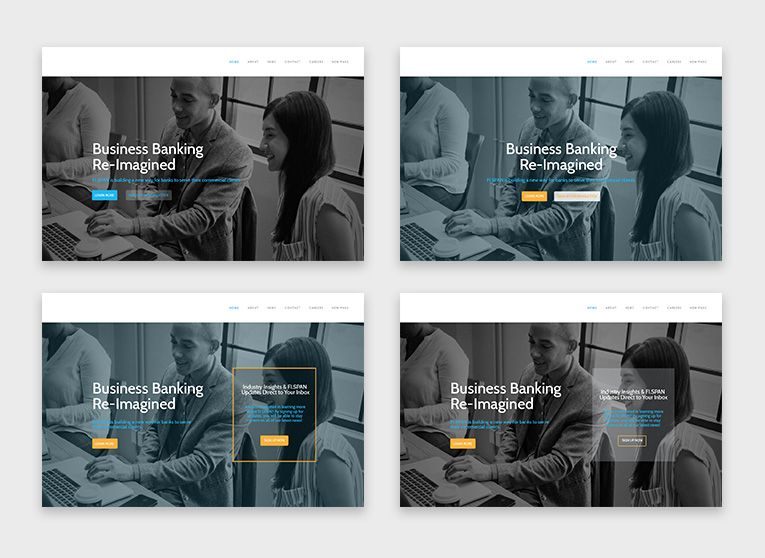 HOME ABOUT NEWS CONTACT CAREERS NEW PAGE
Business Banking
Re-Imagined
FI.SPAN is building a new way for banks to serve their commercial clients
LEARN MORE
HOME ABOUT NEWS CONTACT CAREERS NEW PAGE
Business Banking
Re-Imagined
FI.SPAN is building a new way for banks to serve their commercial clients
LEARN MORE
HOME ABOUT NEWS CONTACT CAREERS NEW PAGE
Business Banking
Re-Imagined
FI.SPAN is building a new way for banks to serve
their commercial clients
LEARN MORE
Industry Insights & FI.SPAN
Updates Direct to Your Inbox
SIGN UP NOW
HOME ABOUT NEWS CONTACT CAREERS NEW PAGE
Business Banking
Re-Imagined
FI.SPAN is building a new way for banks to serve
their commercial clients
LEARN MORE
Industry Insights & FI.SPAN
Updates Direct to Your Inbox
SIGN UP NOW